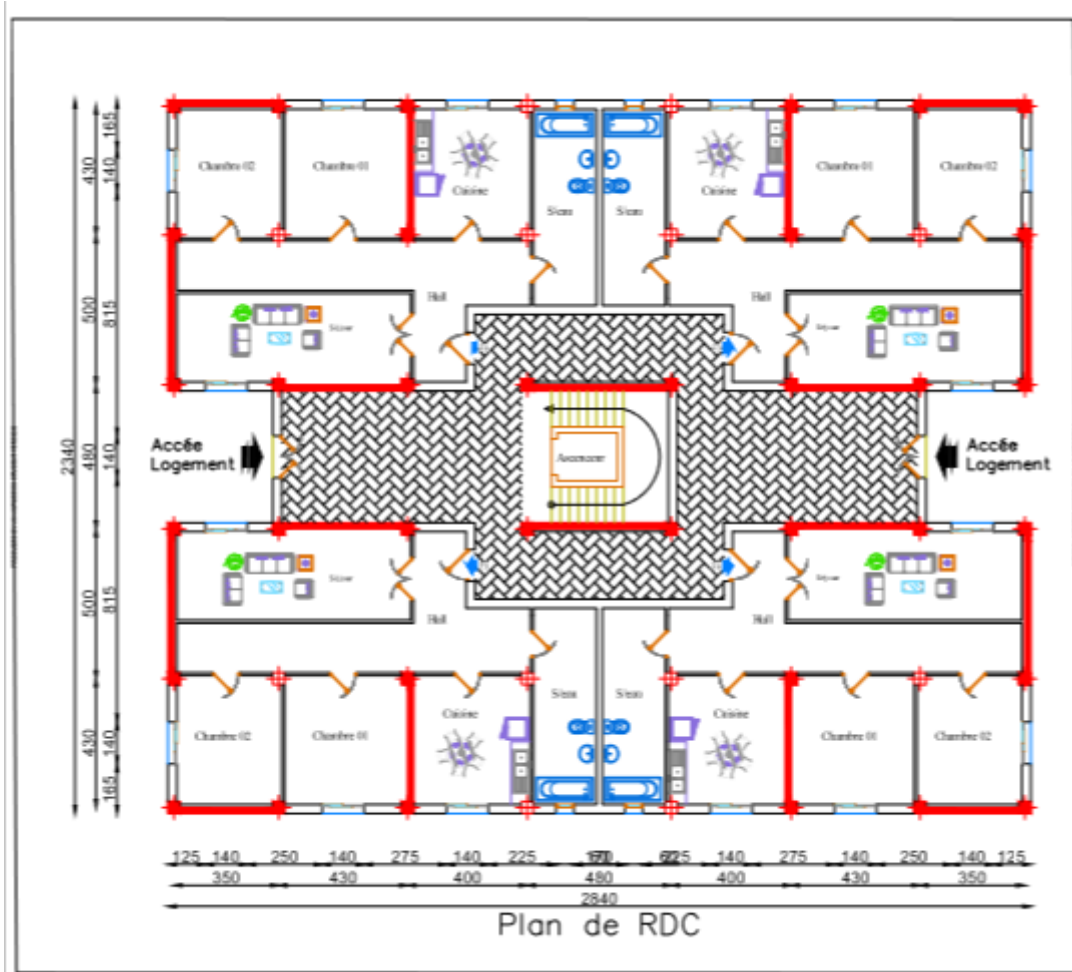 165
430
140
Chambre 02
Chambre 01
Cuisine
S'eau
S'eau
Cuisine
Chambre 01
Chambre 02
500
815
Hall
Hall
Séjour
Séjour
2340
480
140
Accée
Logement
Ascenseur
Accée
Logement
500
815
Séjour
Séjour
Hall
Hall
430
140
165
Chambre 02
Chambre 01
Cuisine
S'eau
S'eau
Cuisine
Chambre 01
Chambre 02
125 140 250 140 275 140 225 225 140 275 140 250 140 125
350 430 400 480 400 430 350
2840
Plan de RDC